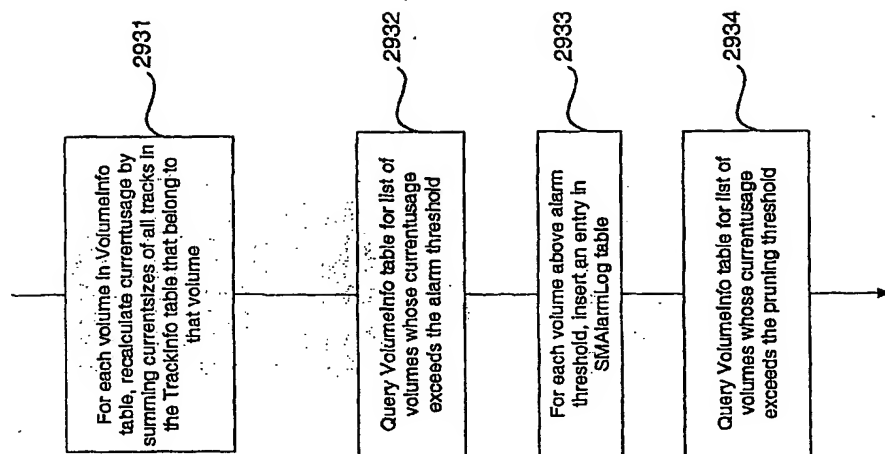 For each volume in VolumeInfo
table, recalculate currentusage by
summing currentsizes of all tracks in
the TrackInfo table that belong to
that volume
2931
Query VolumeInfo table for list of
volumes whose currentusage
exceeds the alarm threshold
2932
For each volume above alarm
threshold, insert an entry in
SMAlarmLog table
2933
Query VolumeInfo table for list of
volumes whose currentusage
exceeds the pruning threshold
2934